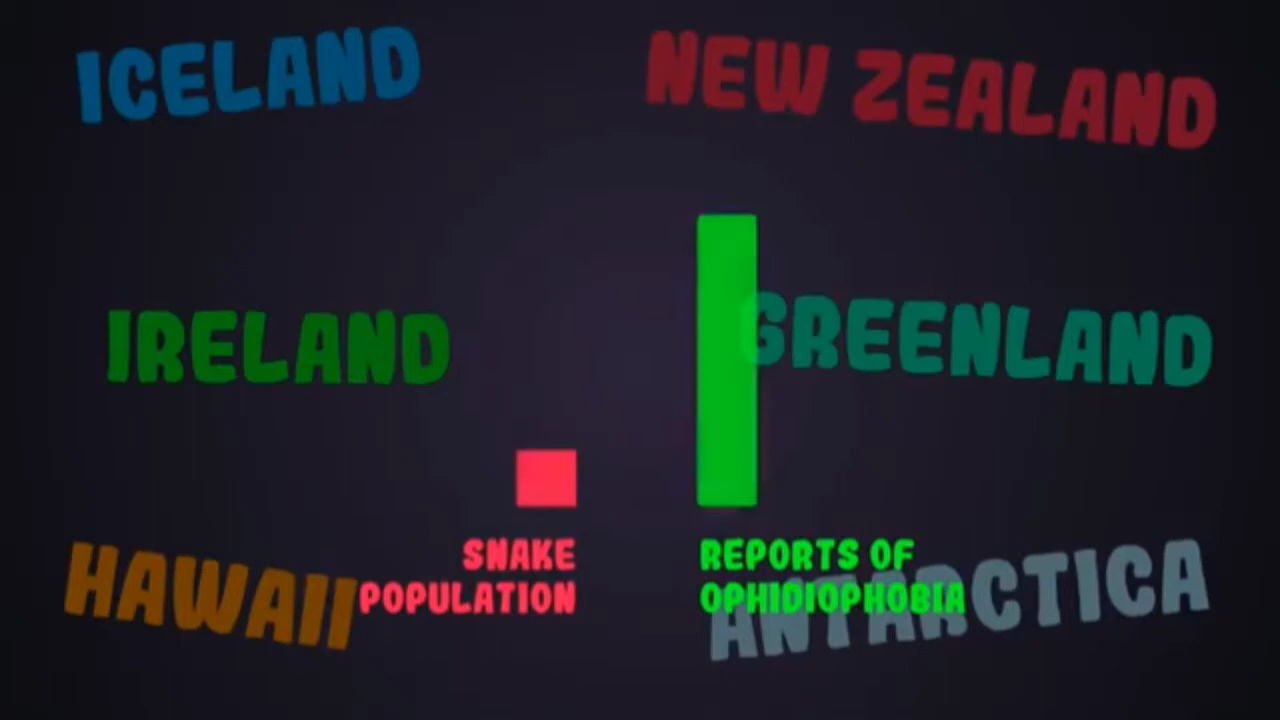 ICELAND
NEW ZEALAND
IRELAND
GREENLAND
HAWAII
SNAKE
POPULATION
REPORTS OF
OPHIDIOPHOBIA
ANTARCTICA